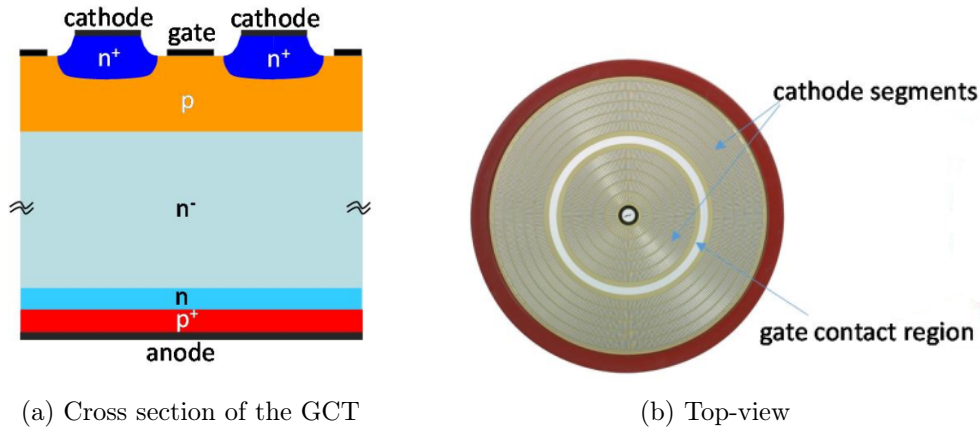 cathode
gate
cathode
n+
n+
p
n-
n
p+
anode
cathode segments
gate contact region
(a) Cross section of the GCT
(b) Top-view